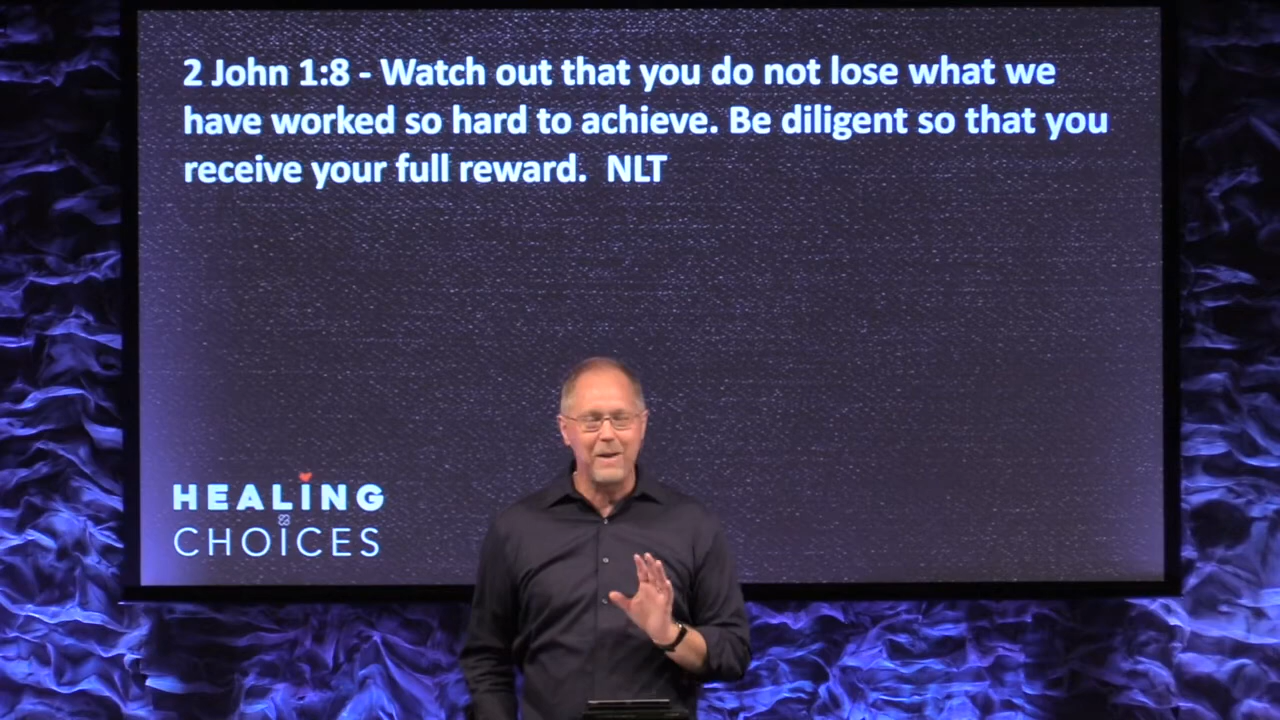 2 John 1:8 - Watch out that you do not lose what we
have worked so hard to achieve. Be diligent so that you
receive your full reward.  NLT
HEALING
CHOICES